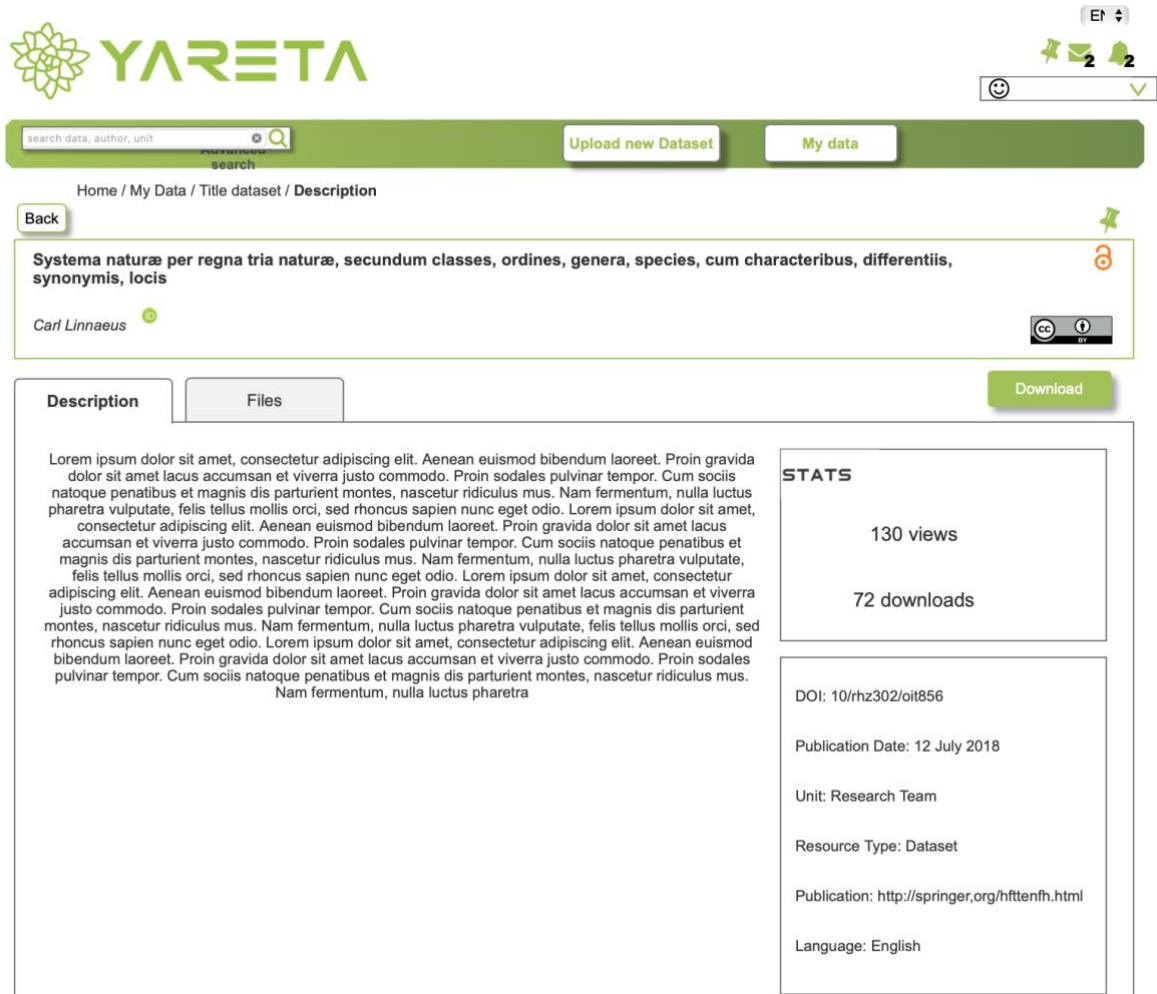 EN
YARETA
2 2
search data, author, unit
Advanced
search
Upload new Dataset
My data
Home / My Data / Title dataset / Description
Back
Systema naturæ per regna tria naturæ, secundum classes, ordines, genera, species, cum characteribus, differentiis,
synonymis, locis
Carl Linnaeus
iD
cc
BY
Description
Files
Download
Lorem ipsum dolor sit amet, consectetur adipiscing elit. Aenean euismod bibendum laoreet. Proin gravida
dolor sit amet lacus accumsan et viverra justo commodo. Proin sodales pulvinar tempor. Cum sociis
natoque penatibus et magnis dis parturient montes, nascetur ridiculus mus. Nam fermentum, nulla luctus
pharetra vulputate, felis tellus mollis orci, sed rhoncus sapien nunc eget odio. Lorem ipsum dolor sit amet,
consectetur adipiscing elit. Aenean euismod bibendum laoreet. Proin gravida dolor sit amet lacus
accumsan et viverra justo commodo. Proin sodales pulvinar tempor. Cum sociis natoque penatibus et
magnis dis parturient montes, nascetur ridiculus mus. Nam fermentum, nulla luctus pharetra vulputate,
felis tellus mollis orci, sed rhoncus sapien nunc eget odio. Lorem ipsum dolor sit amet, consectetur
adipiscing elit. Aenean euismod bibendum laoreet. Proin gravida dolor sit amet lacus accumsan et viverra
justo commodo. Proin sodales pulvinar tempor. Cum sociis natoque penatibus et magnis dis parturient
montes, nascetur ridiculus mus. Nam fermentum, nulla luctus pharetra vulputate, felis tellus mollis orci, sed
rhoncus sapien nunc eget odio. Lorem ipsum dolor sit amet, consectetur adipiscing elit. Aenean euismod
bibendum laoreet. Proin gravida dolor sit amet lacus accumsan et viverra justo commodo. Proin sodales
pulvinar tempor. Cum sociis natoque penatibus et magnis dis parturient montes, nascetur ridiculus mus.
Nam fermentum, nulla luctus pharetra
STATS
130 views
72 downloads
DOI: 10/rhz302/oit856
Publication Date: 12 July 2018
Unit: Research Team
Resource Type: Dataset
Publication: http://springer,org/hfttenfh.html
Language: English